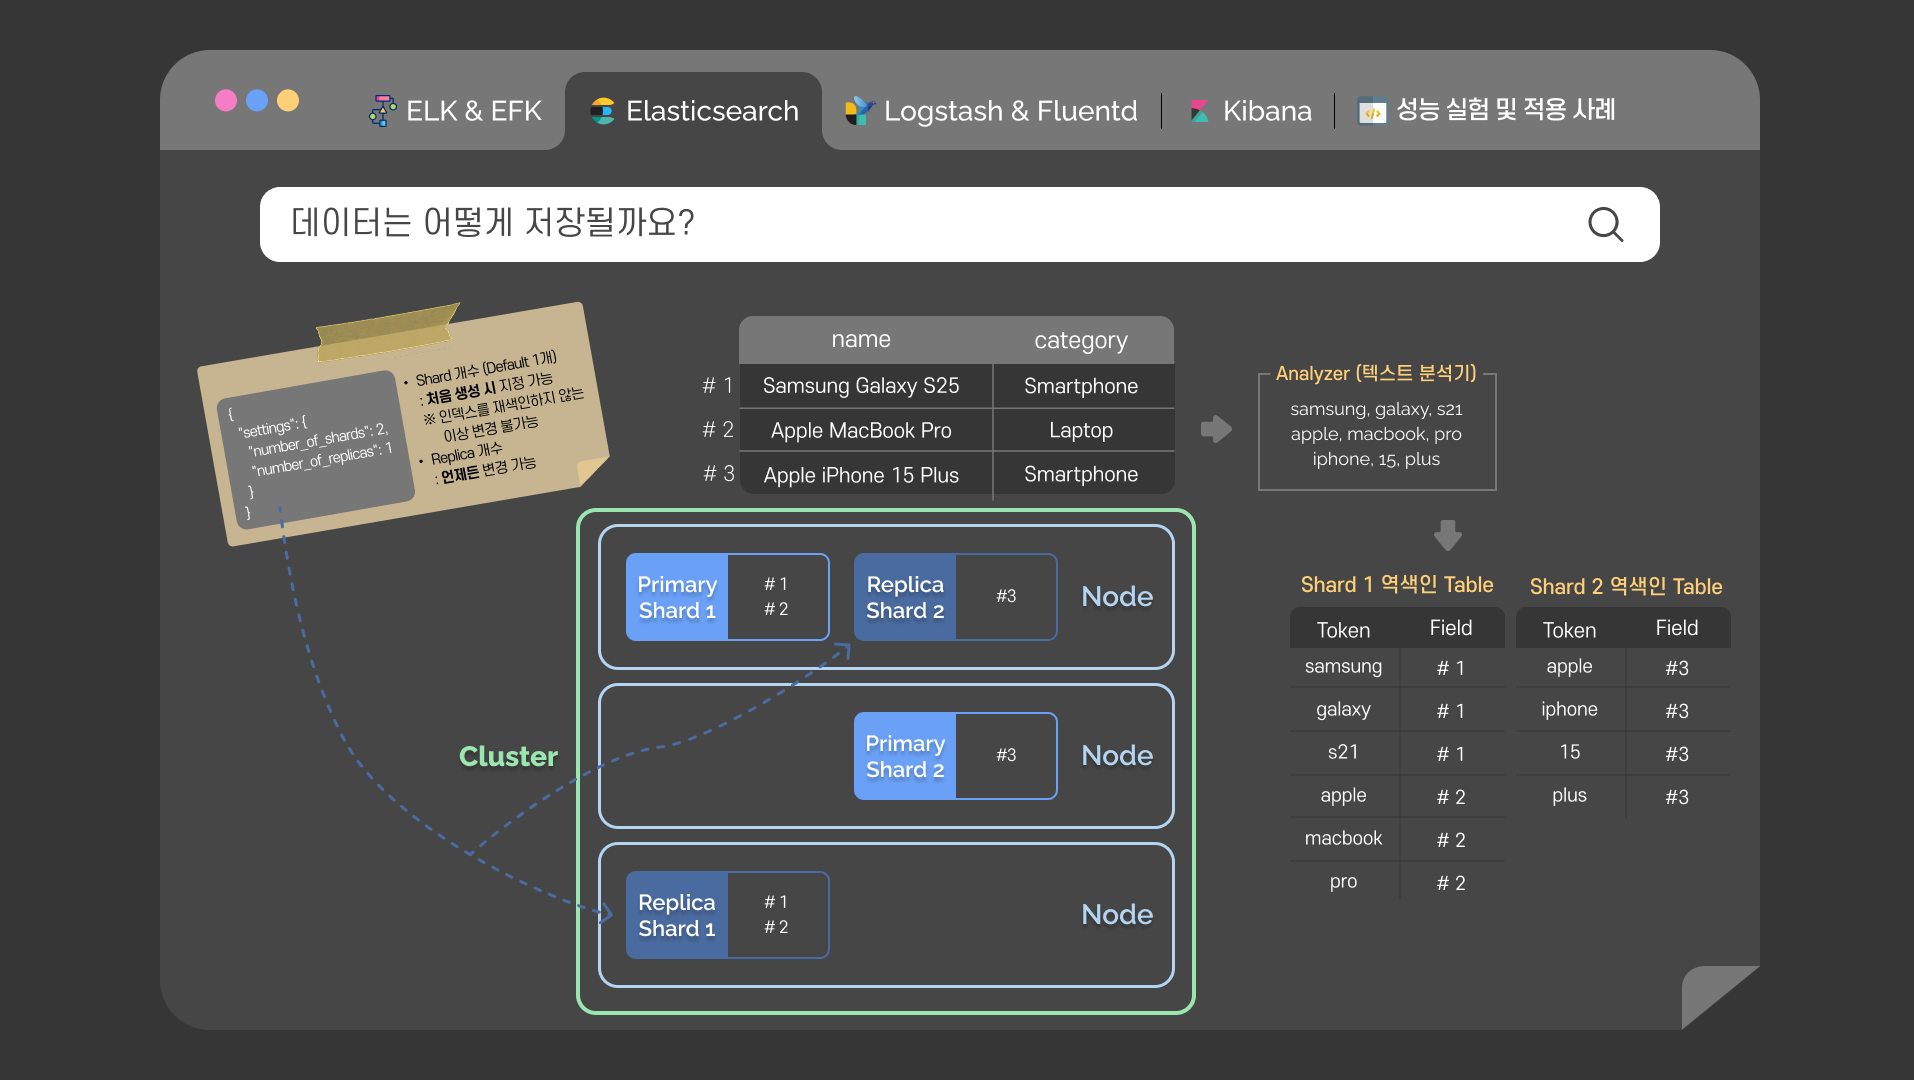 ELK & EFK
Elasticsearch
Logstash & Fluentd
Kibana
성능 실험 및 적용 사례
데이터는 어떻게 저장될까요?
{
"settings": {
"number_of_shards": 2,
"number_of_replicas": 1
}
}
• Shard 개수 (Default 1개)
: 처음 생성 시 지정 가능
※ 인덱스를 재색인하지 않는
이상 변경 불가능
• Replica 개수
: 언제든 변경 가능
name category
# 1 Samsung Galaxy S25 Smartphone
# 2 Apple MacBook Pro Laptop
# 3 Apple iPhone 15 Plus Smartphone
Analyzer (텍스트 분석기)
samsung, galaxy, s21
apple, macbook, pro
iphone, 15, plus
Cluster
Primary
Shard 1
# 1
# 2
Replica
Shard 2
#3
Node
Primary
Shard 2
#3
Node
Replica
Shard 1
# 1
# 2
Node
Shard 1 역색인 Table
Token Field
samsung # 1
galaxy # 1
s21 # 1
apple # 2
macbook # 2
pro # 2
Shard 2 역색인 Table
Token Field
apple #3
iphone #3
15 #3
plus #3